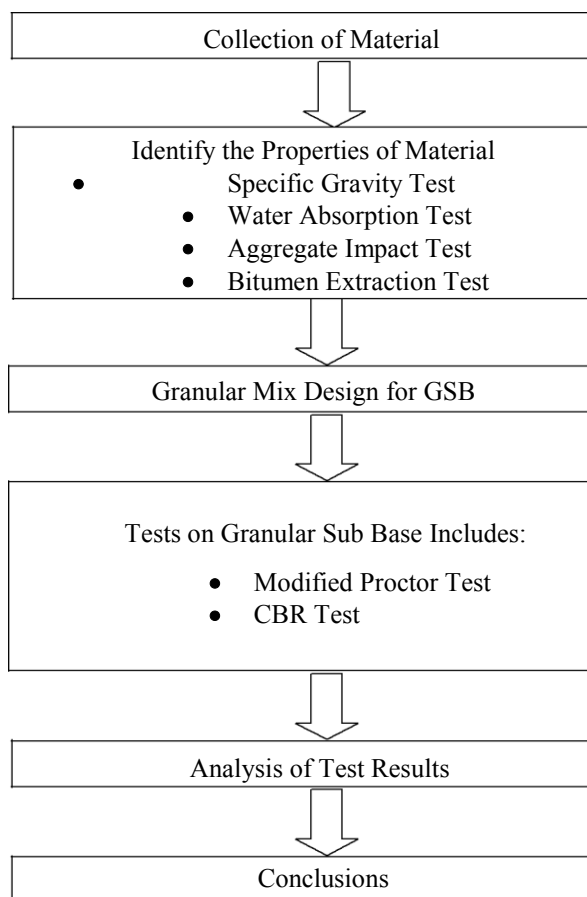 Collection of Material
Identify the Properties of Material
● Specific Gravity Test
● Water Absorption Test
● Aggregate Impact Test
● Bitumen Extraction Test
Granular Mix Design for GSB
Tests on Granular Sub Base Includes:
● Modified Proctor Test
● CBR Test
Analysis of Test Results
Conclusions